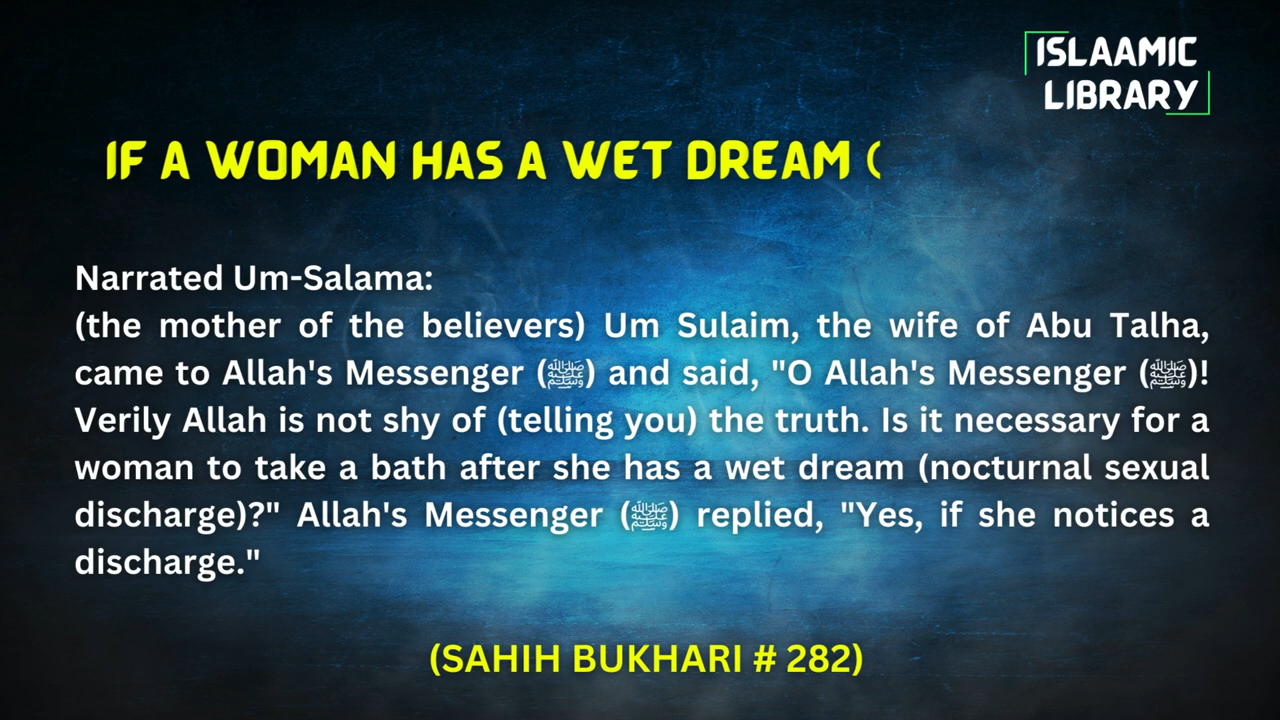 ISLAAMIC
LIBRARY
IF A WOMAN HAS A WET DREAM (
Narrated Um-Salama:
(the mother of the believers) Um Sulaim, the wife of Abu Talha,
came to Allah's Messenger (ﷺ) and said, "O Allah's Messenger (ﷺ)!
Verily Allah is not shy of (telling you) the truth. Is it necessary for a
woman to take a bath after she has a wet dream (nocturnal sexual
discharge)?" Allah's Messenger (ﷺ) replied, "Yes, if she notices a
discharge."
(SAHIH BUKHARI # 282)